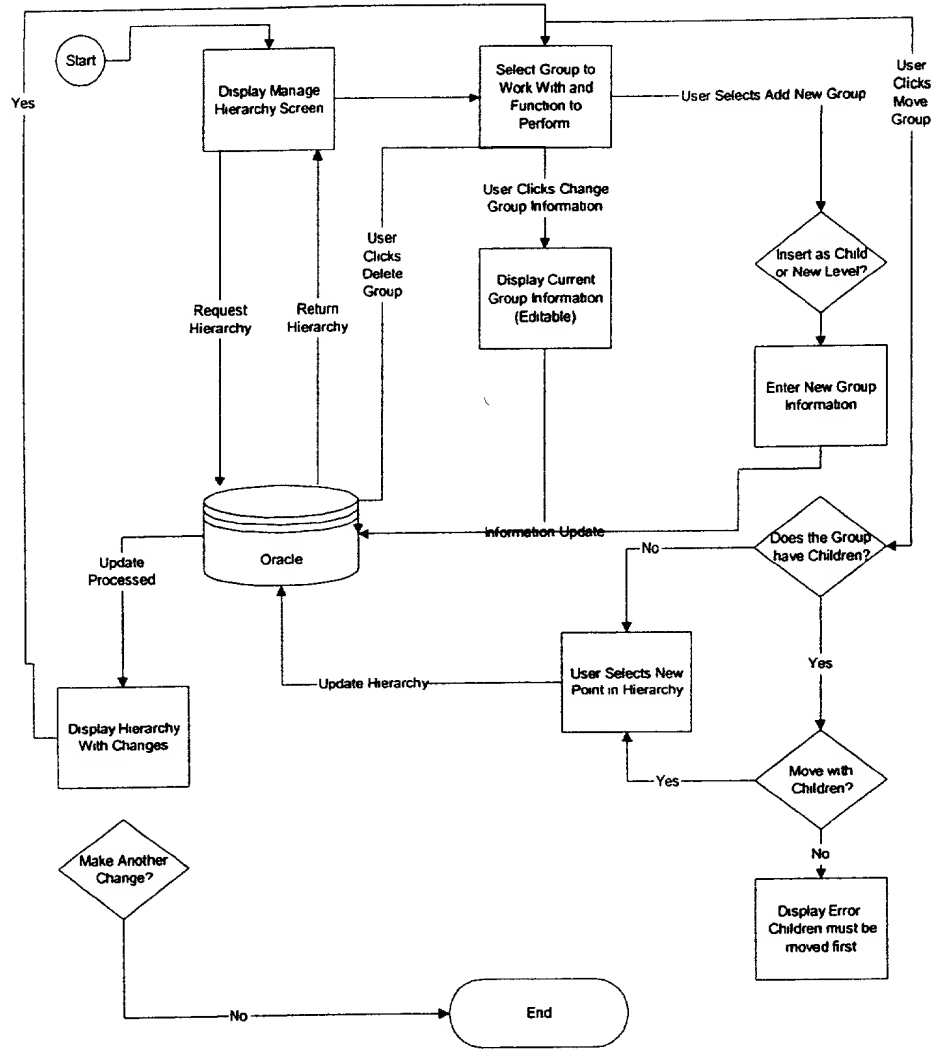 Start
Yes
Display Manage
Hierarchy Screen
Select Group to
Work With and
Function to
Perform
User Selects Add New Group
User
Clicks
Move
Group
User Clicks Change
Group Information
User
Clicks
Delete
Group
Insert as Child
or New Level?
Display Current
Group Information
(Editable)
Request
Hierarchy
Return
Hierarchy
Enter New Group
Information
Information Update
Oracle
Does the Group
have Children?
No
Update
Processed
Yes
User Selects New
Point in Hierarchy
Update Hierarchy
Display Hierarchy
With Changes
Move with
Children?
Yes
No
Make Another
Change?
Display Error
Children must be
moved first
No
End